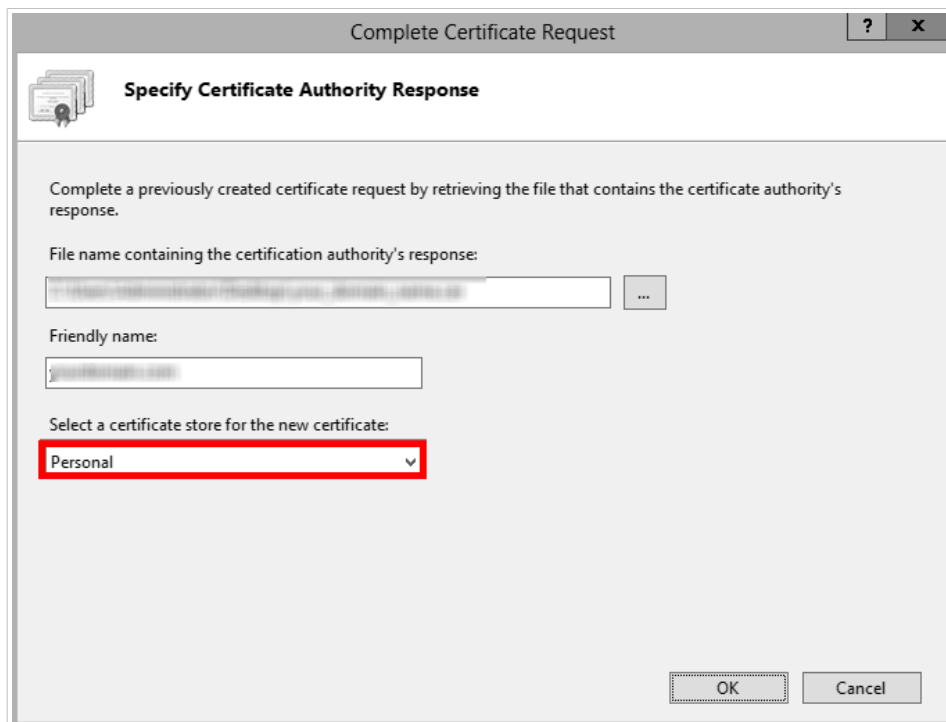 Complete Certificate Request
? x
Specify Certificate Authority Response
Complete a previously created certificate request by retrieving the file that contains the certificate authority's
response.
File name containing the certification authority's response:
...
Friendly name:
Select a certificate store for the new certificate:
Personal
OK Cancel